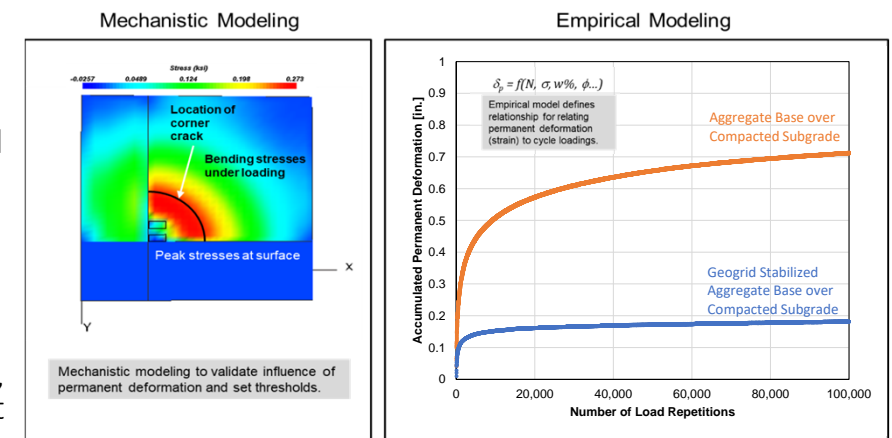 Mechanistic Modeling
Stress (ksi)
-0.0257 0.0489 0.124 0.198 0.273
Location of
corner
crack
Bending stresses
under loading
Peak stresses at surface
X
Y
Mechanistic modeling to validate influence of
permanent deformation and set thresholds.
Empirical Modeling
Accumulated Permanent Deformation [in.]
1
0.9
0.8
0.7
0.6
0.5
0.4
0.3
0.2
0.1
0
δp = f(N, σ, w%, ϕ...)
Empirical model defines
relationship for relating
permanent deformation
(strain) to cycle loadings.
Aggregate Base over
Compacted Subgrade
Geogrid Stabilized
Aggregate Base over
Compacted Subgrade
0 20,000 40,000 60,000 80,000 100,000
Number of Load Repetitions